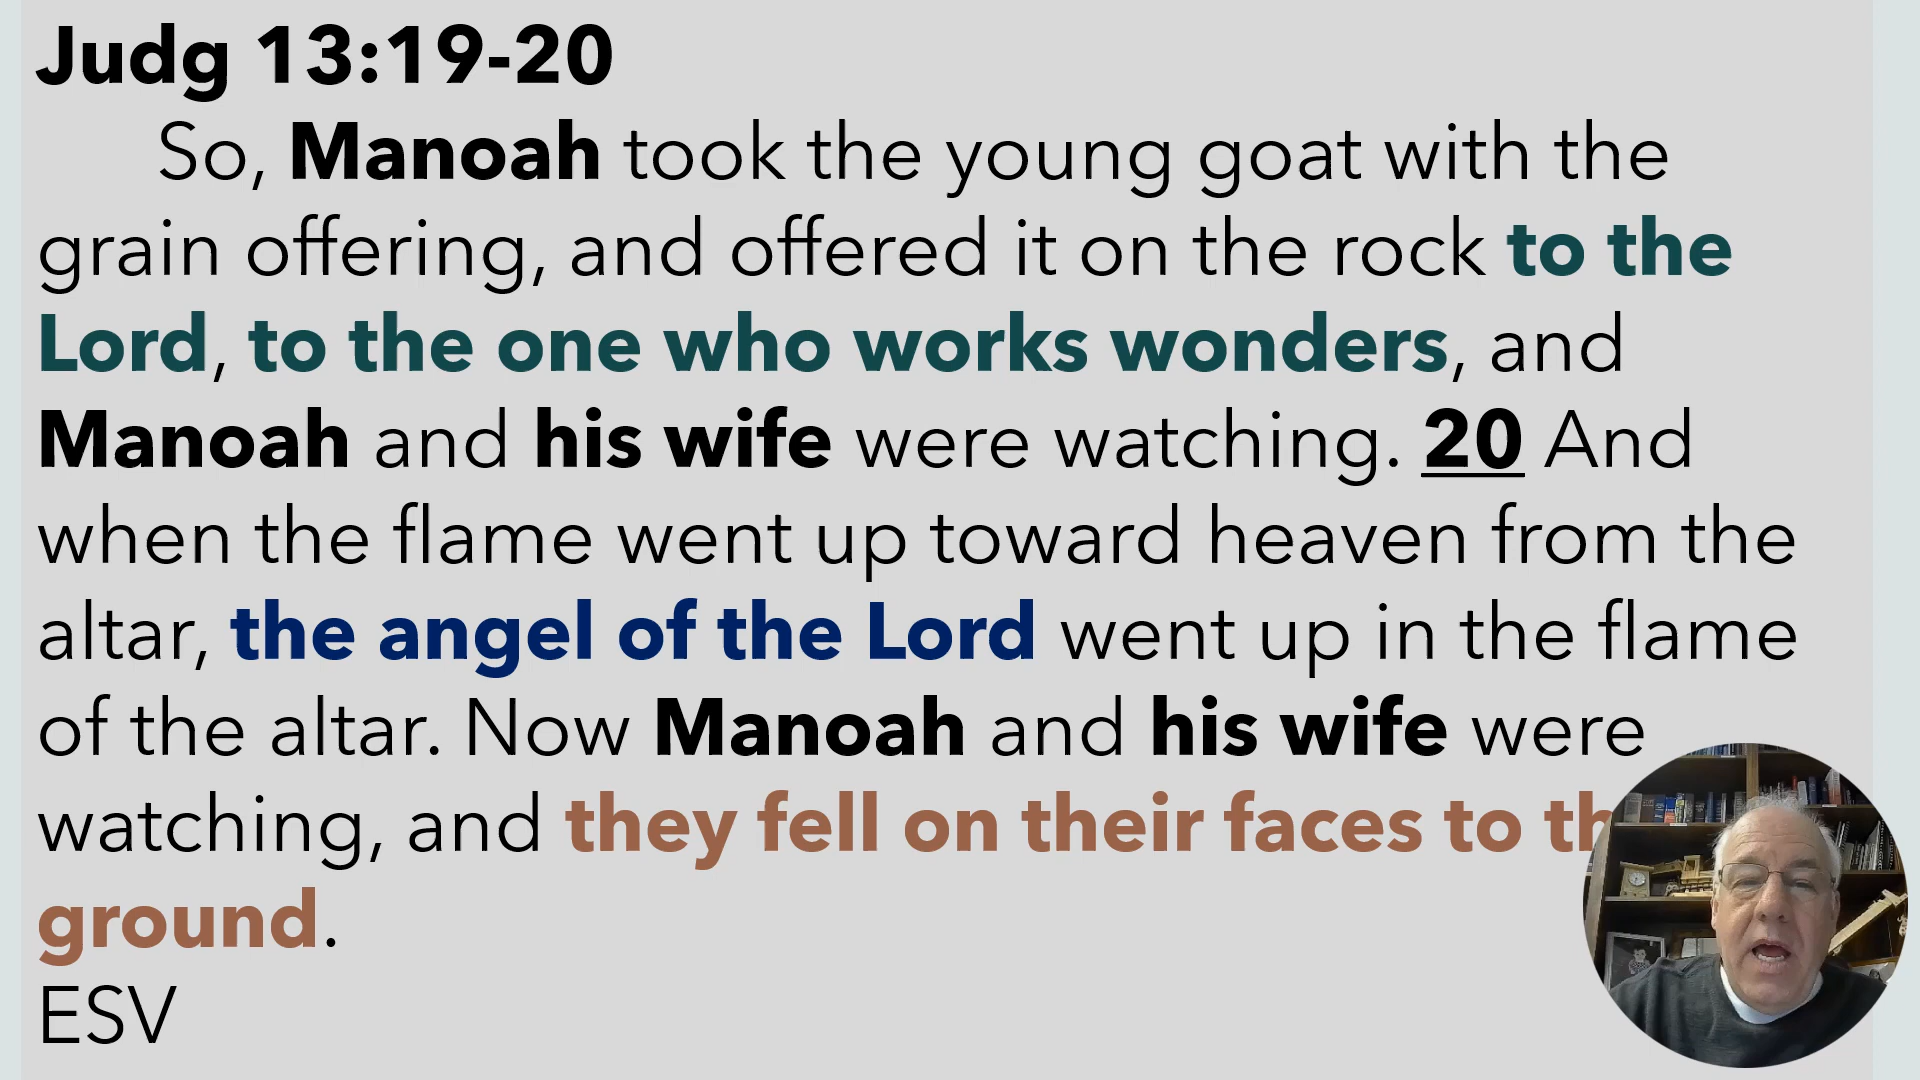 Judg 13:19-20
So, Manoah took the young goat with the
grain offering, and offered it on the rock to the
Lord, to the one who works wonders, and
Manoah and his wife were watching. 20 And
when the flame went up toward heaven from the
altar, the angel of the Lord went up in the flame
of the altar. Now Manoah and his wife were
watching, and they fell on their faces to th
ground.
ESV